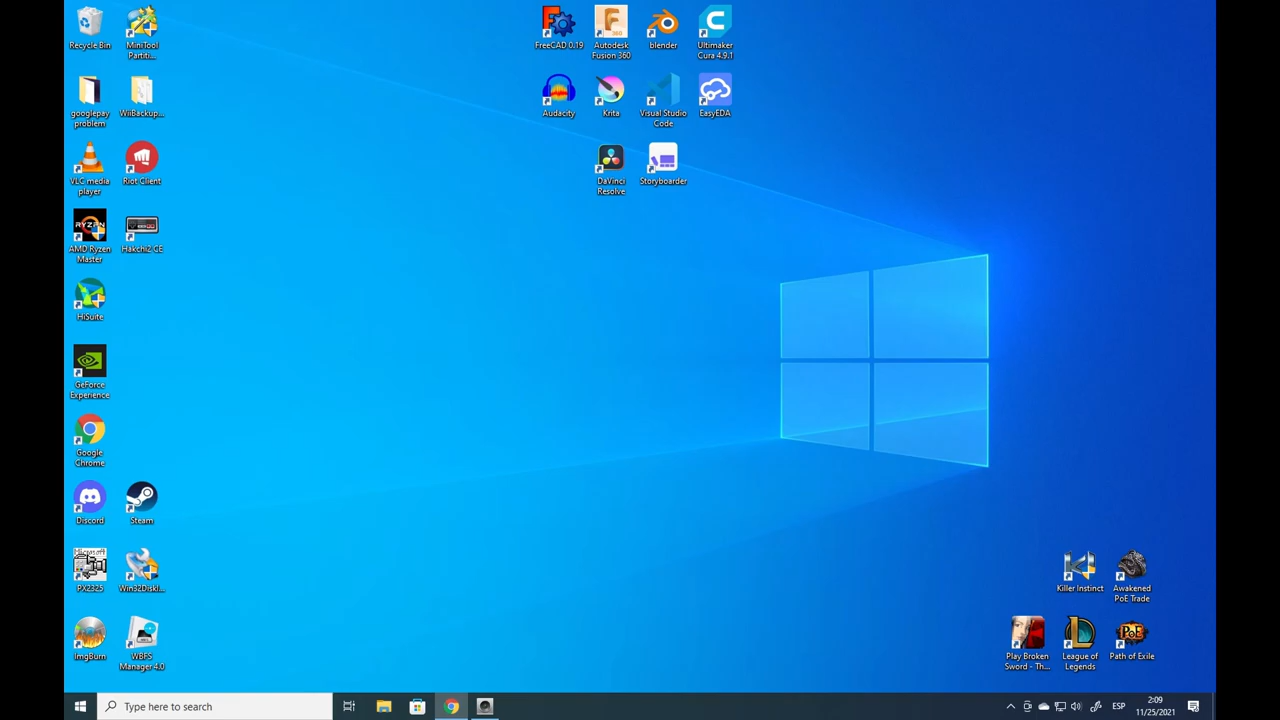 Recycle Bin
MiniTool
Partiti...
googlepay
problem
WiiBackup...
VLC media
player
Riot Client
AMD Ryzen
Master
RYZEN
Hakchi2 CE
HiSuite
GeForce
Experience
Google
Chrome
Discord
Steam
Microsoft
PX2325
Win32DiskI...
ImgBurn
WBFS
Manager 4.0
FreeCAD 0.19
Autodesk
Fusion 360
blender
Ultimaker
Cura 4.9.1
Audacity
Krita
Visual Studio
Code
EasyEDA
DaVinci
Resolve
Storyboarder
Killer Instinct
Awakened
PoE Trade
Play Broken
Sword - Th...
League of
Legends
PoE
Path of Exile
Type here to search
ESP
2:09
11/25/2021